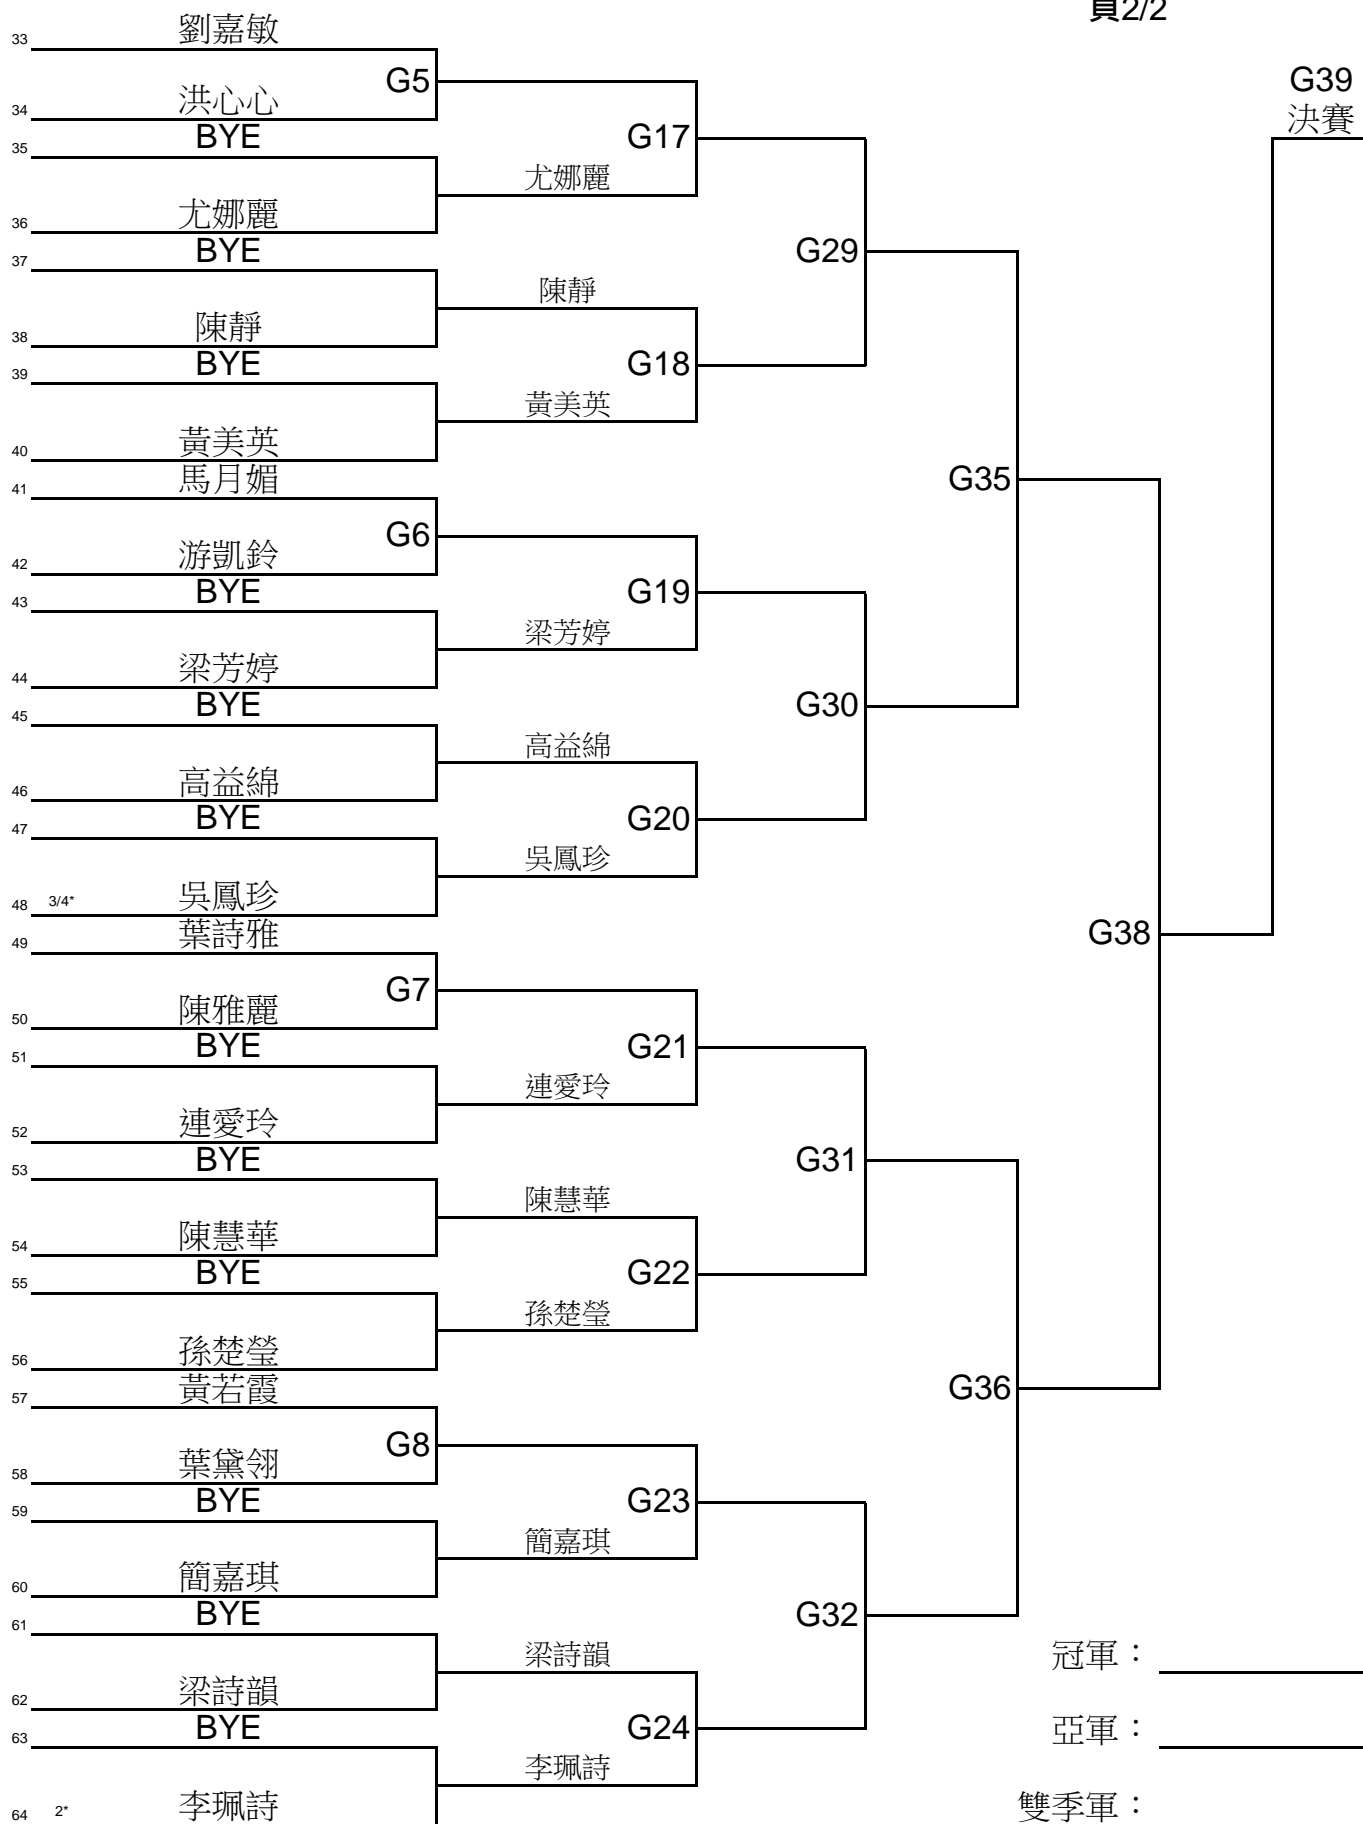 頁2/2
33 劉嘉敏
G5
34 洪心心
35 BYE
G17
尤娜麗
36 尤娜麗
37 BYE
G29
陳靜
38 陳靜
39 BYE
G18
黃美英
40 黃美英
41 馬月媚
G35
G6
42 游凱鈴
43 BYE
G19
梁芳婷
44 梁芳婷
45 BYE
G30
高益綿
46 高益綿
47 BYE
G20
吳鳳珍
48 3/4* 吳鳳珍
49 葉詩雅
G38
G7
50 陳雅麗
51 BYE
G21
連愛玲
52 連愛玲
53 BYE
G31
陳慧華
54 陳慧華
55 BYE
G22
孫楚瑩
56 孫楚瑩
57 黃若霞
G36
G8
58 葉黛翎
59 BYE
G23
簡嘉琪
60 簡嘉琪
61 BYE
G32
梁詩韻
62 梁詩韻
63 BYE
G24
李珮詩
64 2* 李珮詩
G39
決賽
冠軍：
亞軍：
雙季軍：